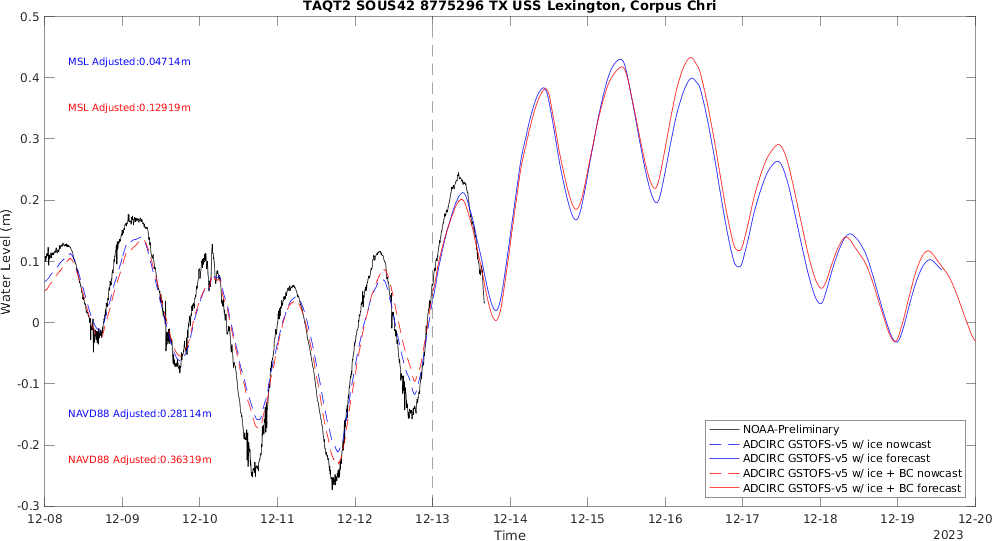 TAQT2 SOUS42 8775296 TX USS Lexington, Corpus Chri
0.5
0.4
0.3
0.2
0.1
0
-0.1
-0.2
-0.3
Water Level (m)
MSL Adjusted:0.04714m
MSL Adjusted:0.12919m
NAVD88 Adjusted:0.28114m
NAVD88 Adjusted:0.36319m
NOAA-Preliminary
ADCIRC GSTOFS-v5 w/ ice nowcast
ADCIRC GSTOFS-v5 w/ ice forecast
ADCIRC GSTOFS-v5 w/ ice + BC nowcast
ADCIRC GSTOFS-v5 w/ ice + BC forecast
12-08 12-09 12-10 12-11 12-12 12-13 12-14 12-15 12-16 12-17 12-18 12-19 12-20
Time
2023